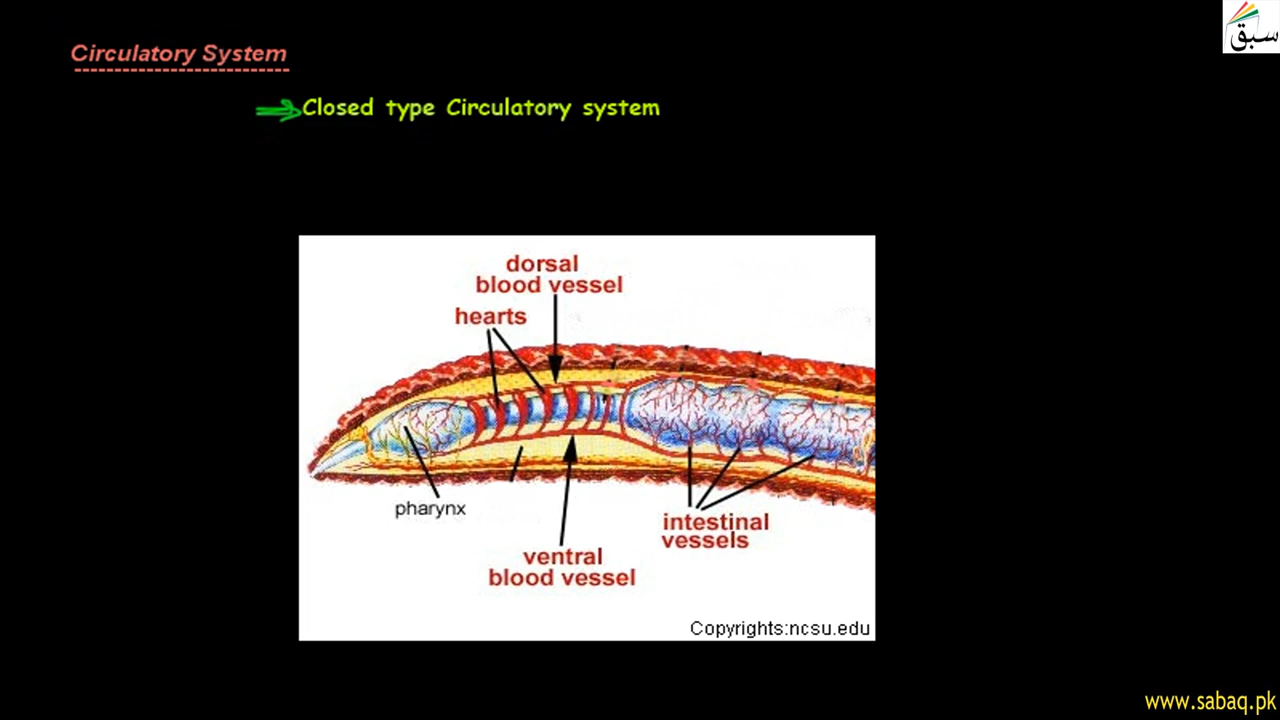 سبق
Circulatory System
Closed type Circulatory system
dorsal
blood vessel
hearts
pharynx
intestinal
vessels
ventral
blood vessel
Copyrights:ncsu.edu
www.sabaq.pk